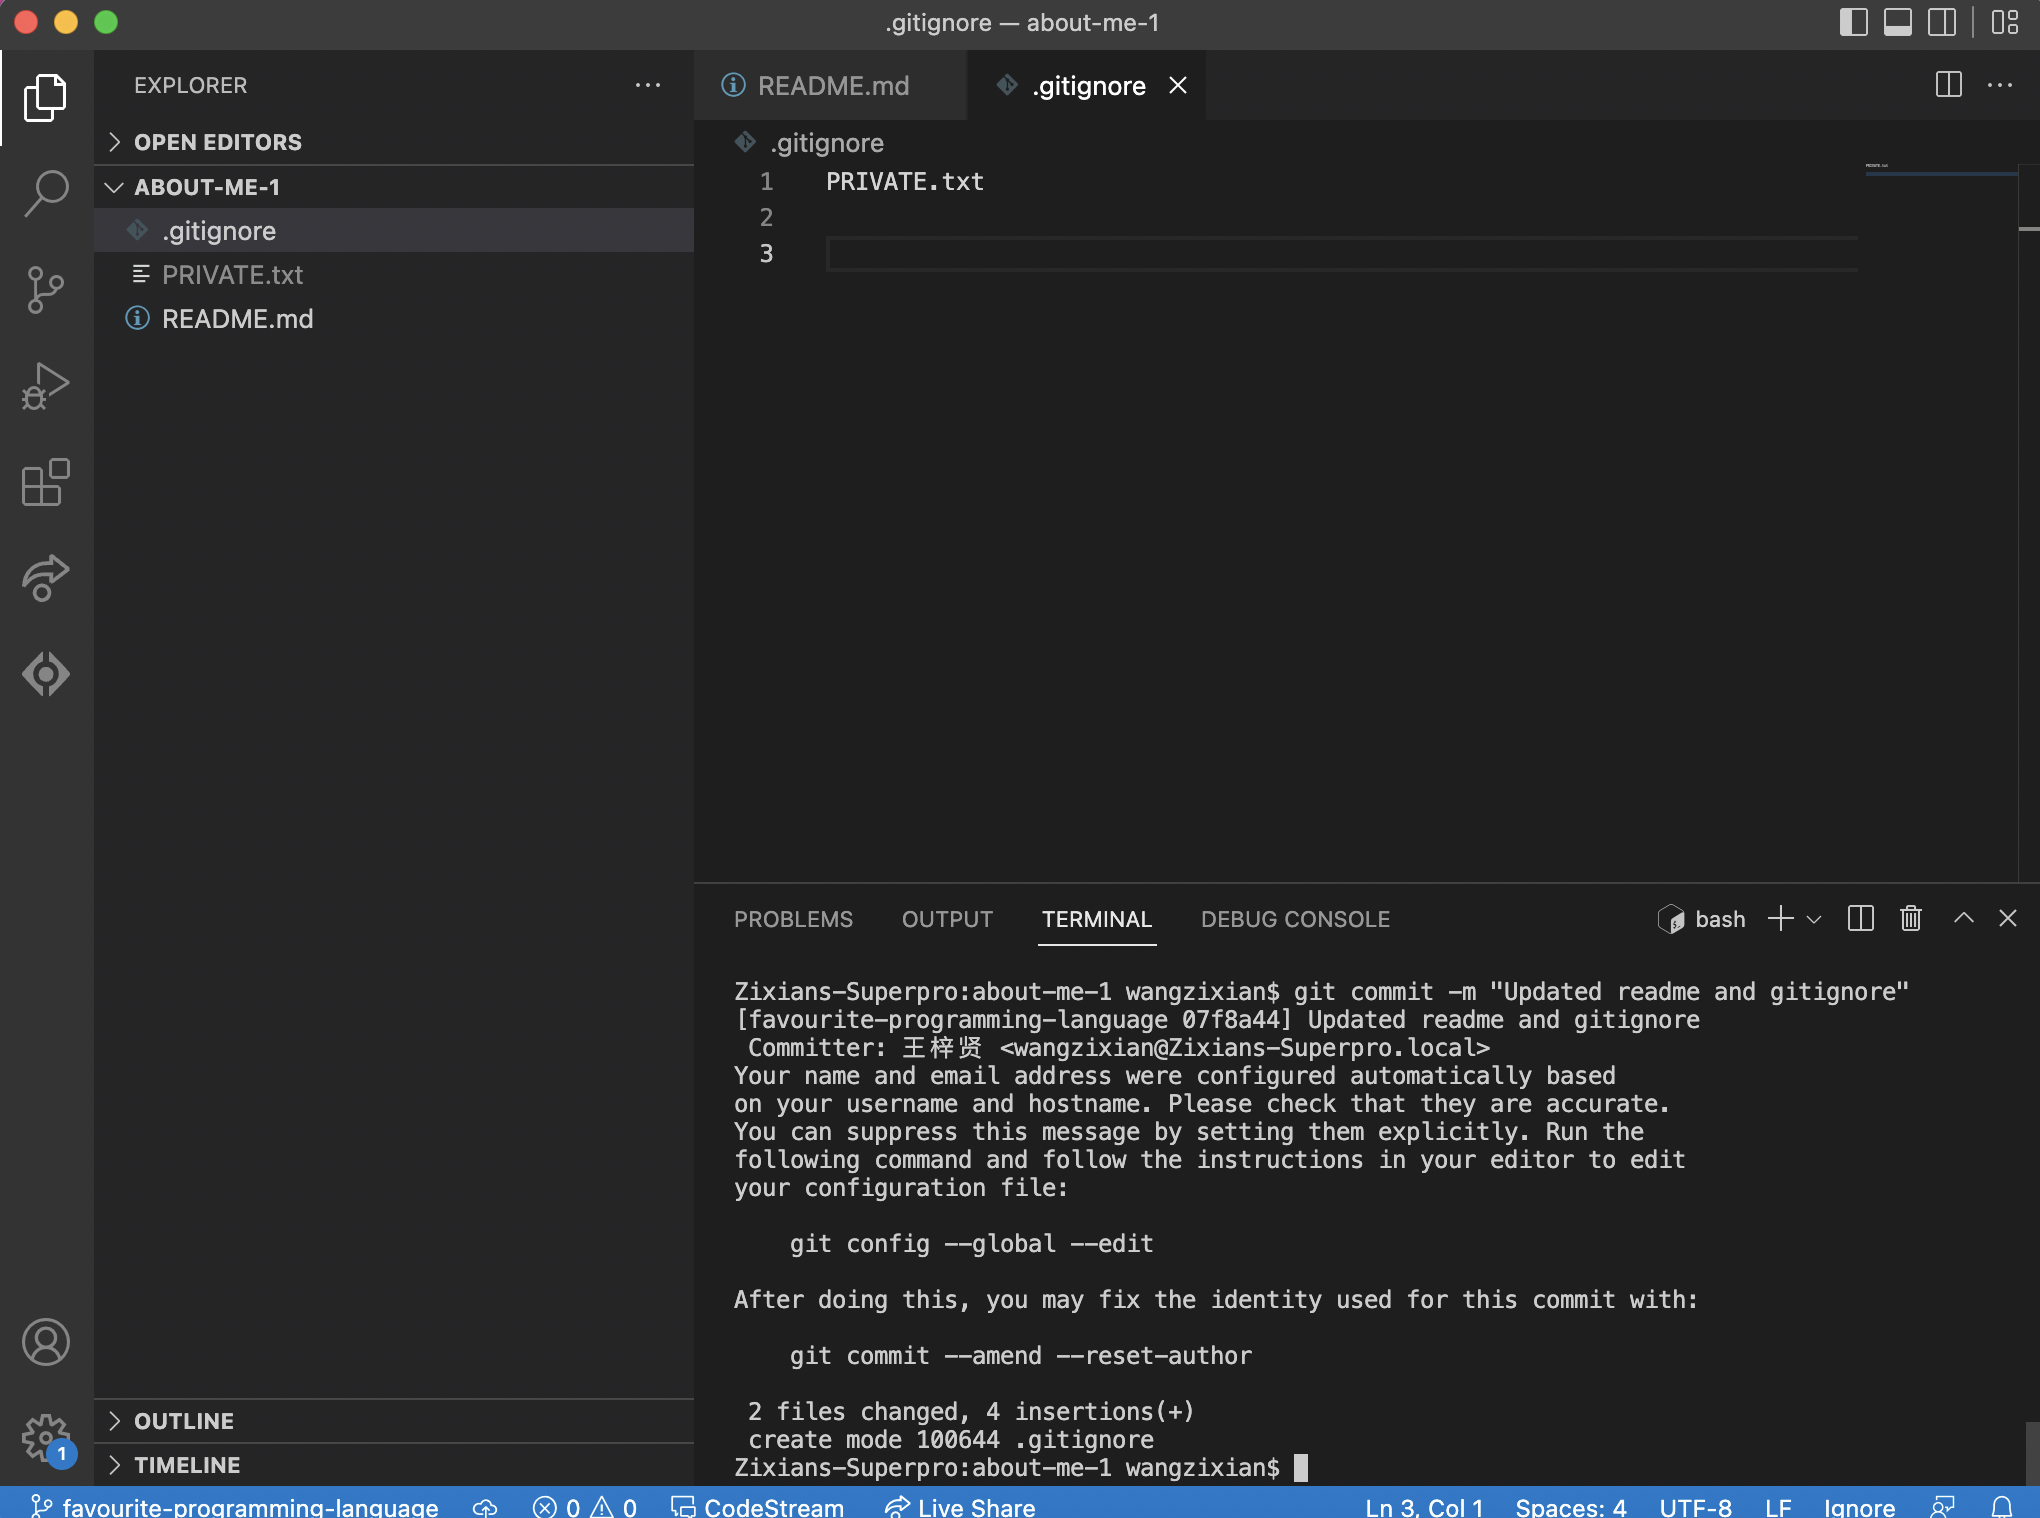 .gitignore — about-me-1
EXPLORER
OPEN EDITORS
ABOUT-ME-1
.gitignore
PRIVATE.txt
README.md
OUTLINE
TIMELINE
1
README.md
.gitignore
.gitignore
1 PRIVATE.txt
2
3
PROBLEMS OUTPUT TERMINAL DEBUG CONSOLE
bash
Zixians-Superpro:about-me-1 wangzixian$ git commit -m "Updated readme and gitignore"
[favourite-programming-language 07f8a44] Updated readme and gitignore
Committer: 王梓贤 <wangzixian@Zixians-Superpro.local>
Your name and email address were configured automatically based
on your username and hostname. Please check that they are accurate.
You can suppress this message by setting them explicitly. Run the
following command and follow the instructions in your editor to edit
your configuration file:
git config --global --edit
After doing this, you may fix the identity used for this commit with:
git commit --amend --reset-author
2 files changed, 4 insertions(+)
create mode 100644 .gitignore
Zixians-Superpro:about-me-1 wangzixian$
favourite-programming-language 0 0 CodeStream Live Share Ln 3, Col 1 Spaces: 4 UTF-8 LF Ignore